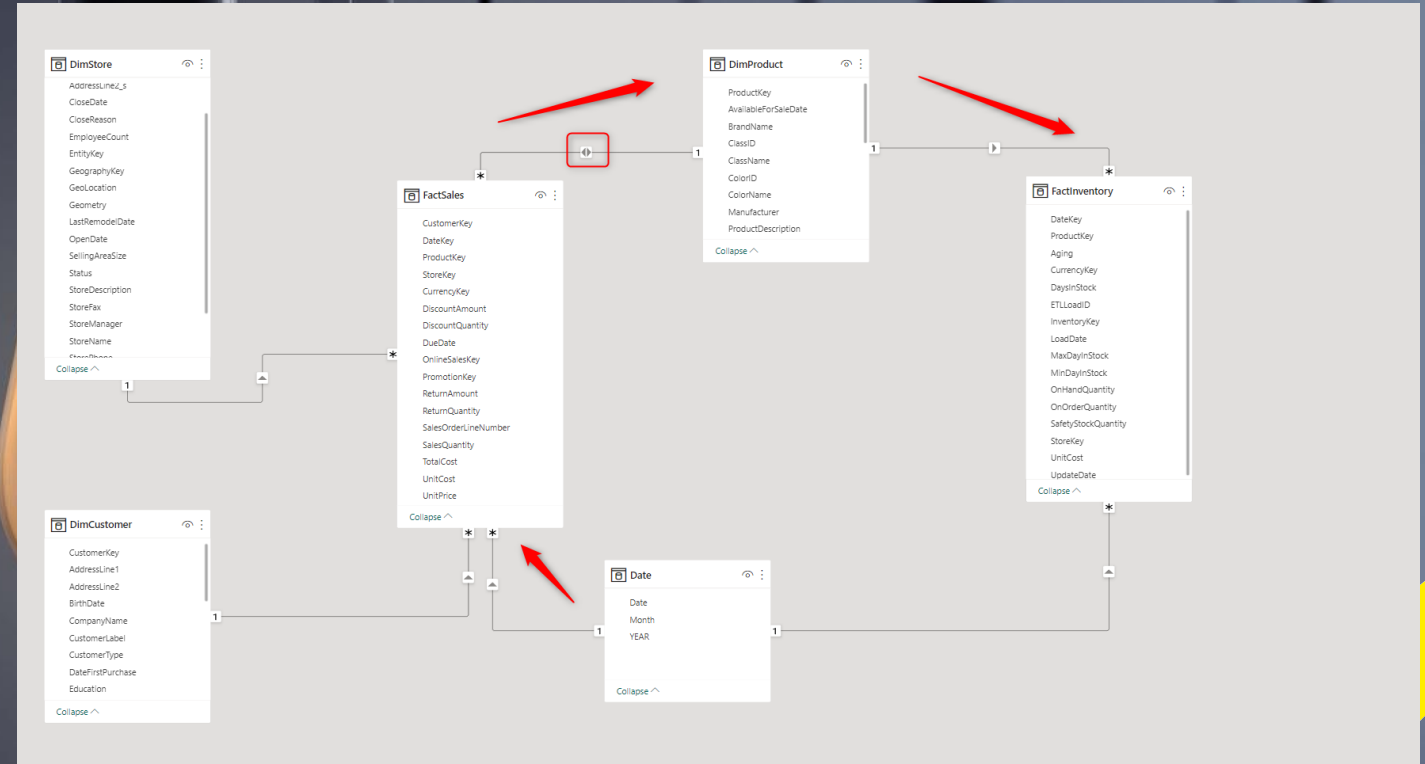 DimStore
AddressLine2_s
CloseDate
CloseReason
EmployeeCount
EntityKey
GeographyKey
GeoLocation
Geometry
LastRemodelDate
OpenDate
SellingAreaSize
Status
StoreDescription
StoreFax
StoreManager
StoreName
StorePhone
Collapse
1
DimProduct
ProductKey
AvailableForSaleDate
BrandName
ClassID
ClassName
ColorID
ColorName
Manufacturer
ProductDescription
Collapse
1
1
*
FactSales
CustomerKey
DateKey
ProductKey
StoreKey
CurrencyKey
DiscountAmount
DiscountQuantity
DueDate
OnlineSalesKey
PromotionKey
ReturnAmount
ReturnQuantity
SalesOrderLineNumber
SalesQuantity
TotalCost
UnitCost
UnitPrice
Collapse
*
* *
*
FactInventory
DateKey
ProductKey
Aging
CurrencyKey
DaysInStock
ETLLoadID
InventoryKey
LoadDate
MaxDayInStock
MinDayInStock
OnHandQuantity
OnOrderQuantity
SafetyStockQuantity
StoreKey
UnitCost
UpdateDate
Collapse
*
DimCustomer
CustomerKey
AddressLine1
AddressLine2
BirthDate
CompanyName
CustomerLabel
CustomerType
DateFirstPurchase
Education
Collapse
1
Date
Date
Month
YEAR
Collapse
1
1